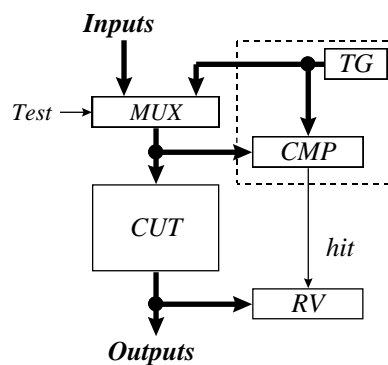 Inputs
TG
Test
MUX
CMP
CUT
hit
RV
Outputs